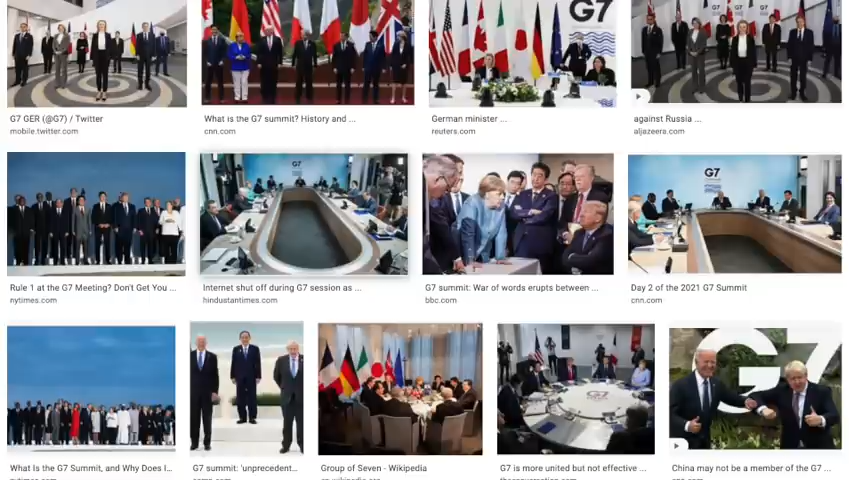 G7
G7 GER (@G7) / Twitter
mobile.twitter.com
What is the G7 summit? History and ...
cnn.com
German minister ...
reuters.com
against Russia ...
aljazeera.com
G7
G7
Rule 1 at the G7 Meeting? Don't Get You ...
nytimes.com
Internet shut off during G7 session as ...
hindustantimes.com
G7 summit: War of words erupts between ...
bbc.com
Day 2 of the 2021 G7 Summit
cnn.com
G7
What Is the G7 Summit, and Why Does I...
G7 summit: 'unprecedent...
Group of Seven - Wikipedia
G7 is more united but not effective ...
China may not be a member of the G7 ...